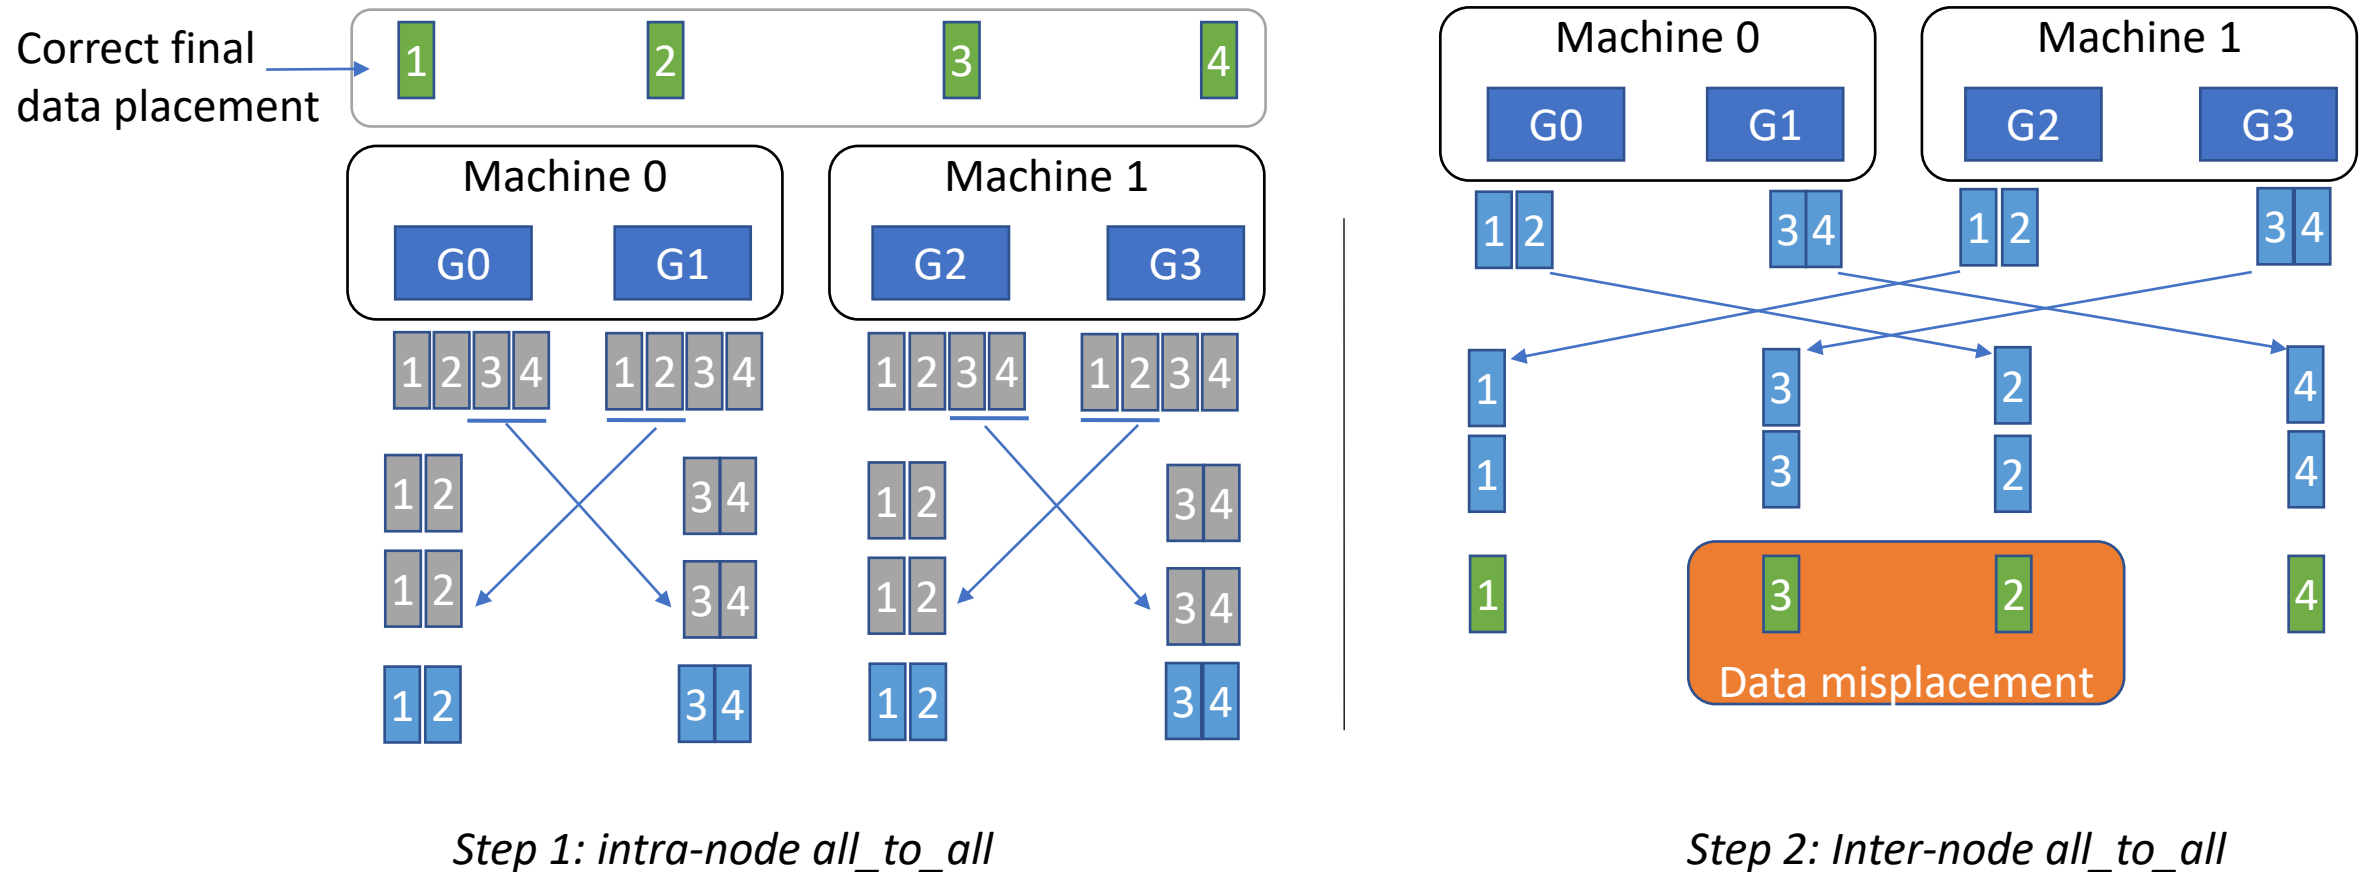 Correct final
data placement
1 2 3 4
Machine 0 Machine 1
G0 G1 G2 G3
1 2 3 4 1 2 3 4 1 2 3 4 1 2 3 4
1 2 3 4 1 2 3 4
1 2 3 4 1 2 3 4
1 2 3 4 1 2 3 4
Step 1: intra-node all_to_all
Machine 0 Machine 1
G0 G1 G2 G3
1 2 3 4 1 2 3 4
1 3 2 4
1 3 2 4
1 3 2 4
Data misplacement
Step 2: Inter-node all_to_all